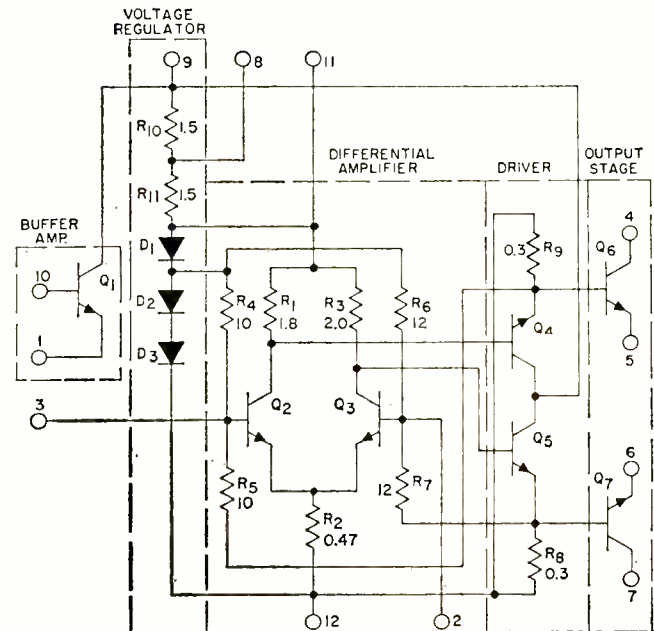 VOLTAGE
REGULATOR
9
8
11
R10
1.5
R11
1.5
DIFFERENTIAL
AMPLIFIER
DRIVER
OUTPUT
STAGE
BUFFER
AMP.
D1
D2
D3
10
Q1
1
3
R4
10
R1
1.8
R3
2.0
R6
12
0.3
R9
Q4
Q6
4
5
Q2
Q3
Q5
R5
10
R2
0.47
12
R7
R8
0.3
Q7
6
7
12
2